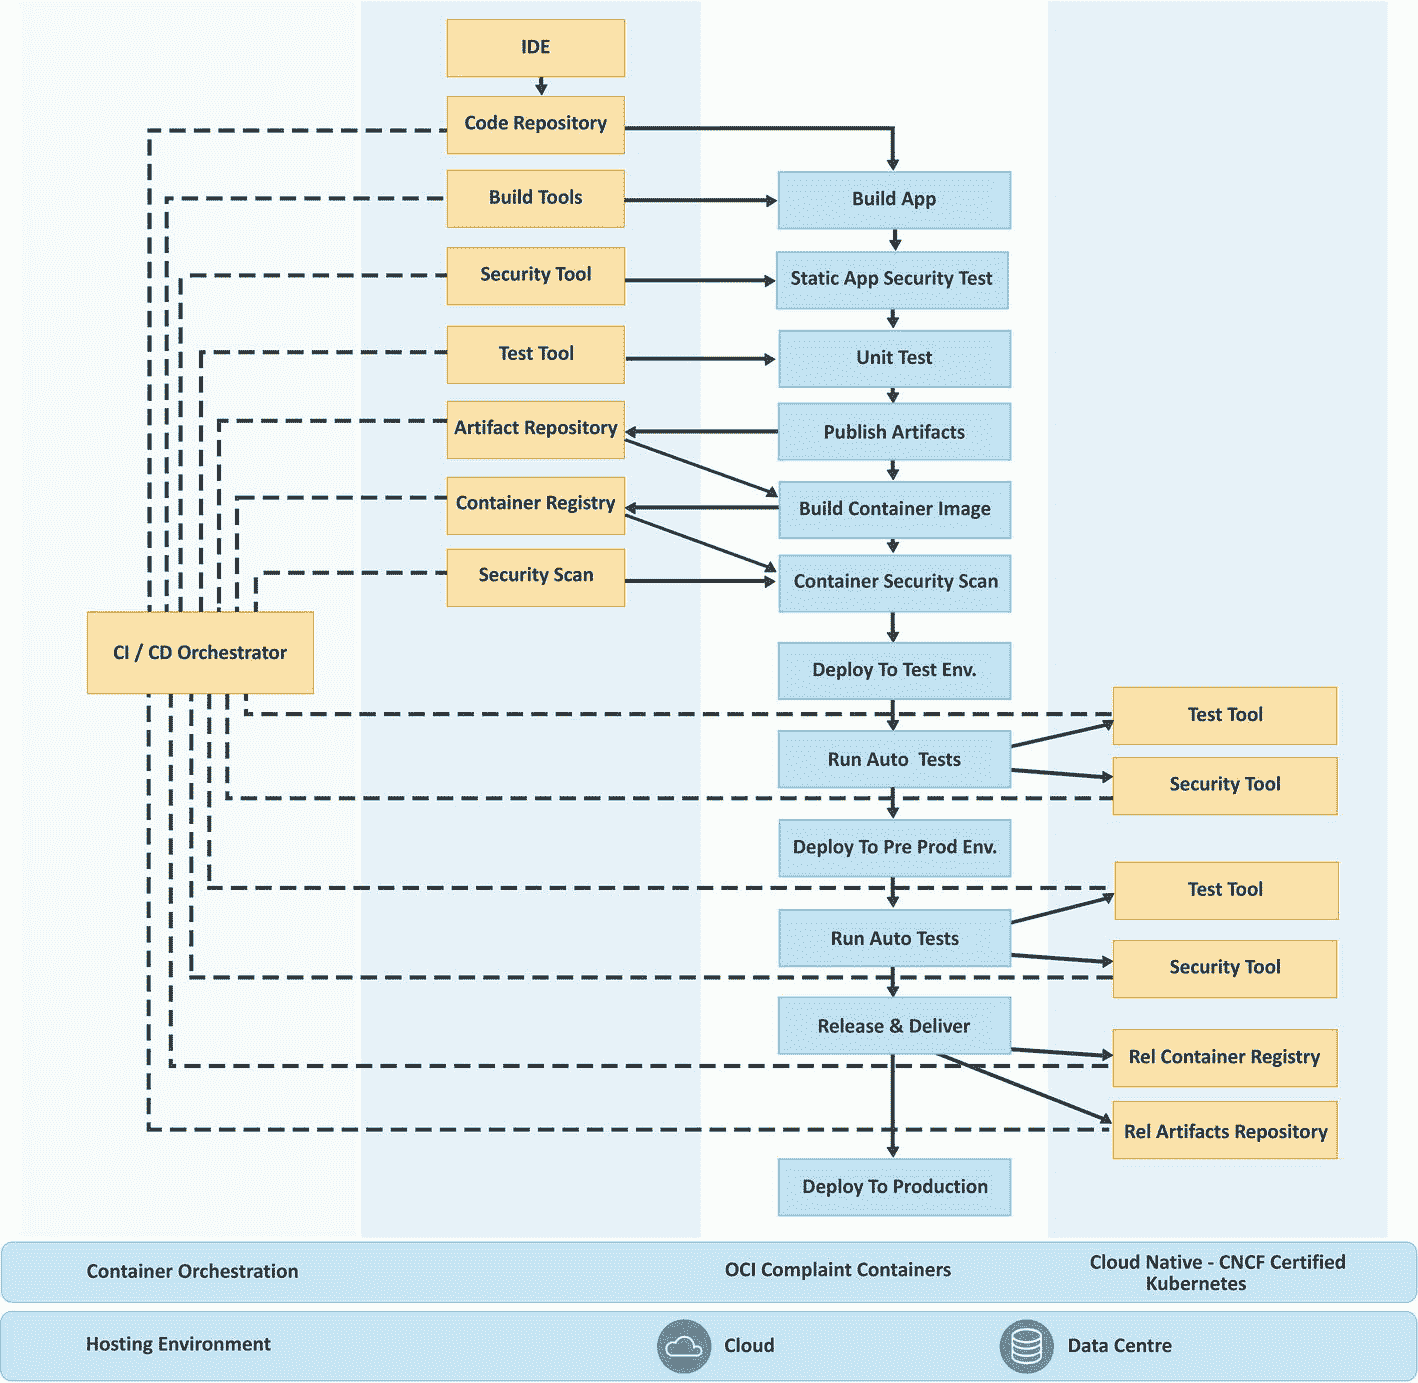 IDE
Code Repository
Build Tools
Build App
Security Tool
Static App Security Test
Test Tool
Unit Test
Artifact Repository
Publish Artifacts
Container Registry
Build Container Image
Security Scan
Container Security Scan
CI / CD Orchestrator
Deploy To Test Env.
Test Tool
Run Auto Tests
Security Tool
Deploy To Pre Prod Env.
Test Tool
Run Auto Tests
Security Tool
Release & Deliver
Rel Container Registry
Rel Artifacts Repository
Deploy To Production
Container Orchestration
OCI Complaint Containers
Cloud Native - CNCF Certified
Kubernetes
Hosting Environment
Cloud
Data Centre